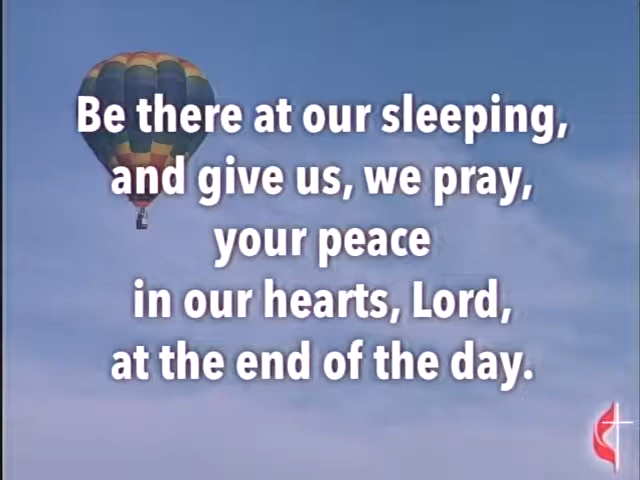 Be there at our sleeping,
and give us, we pray,
your peace
in our hearts, Lord,
at the end of the day.